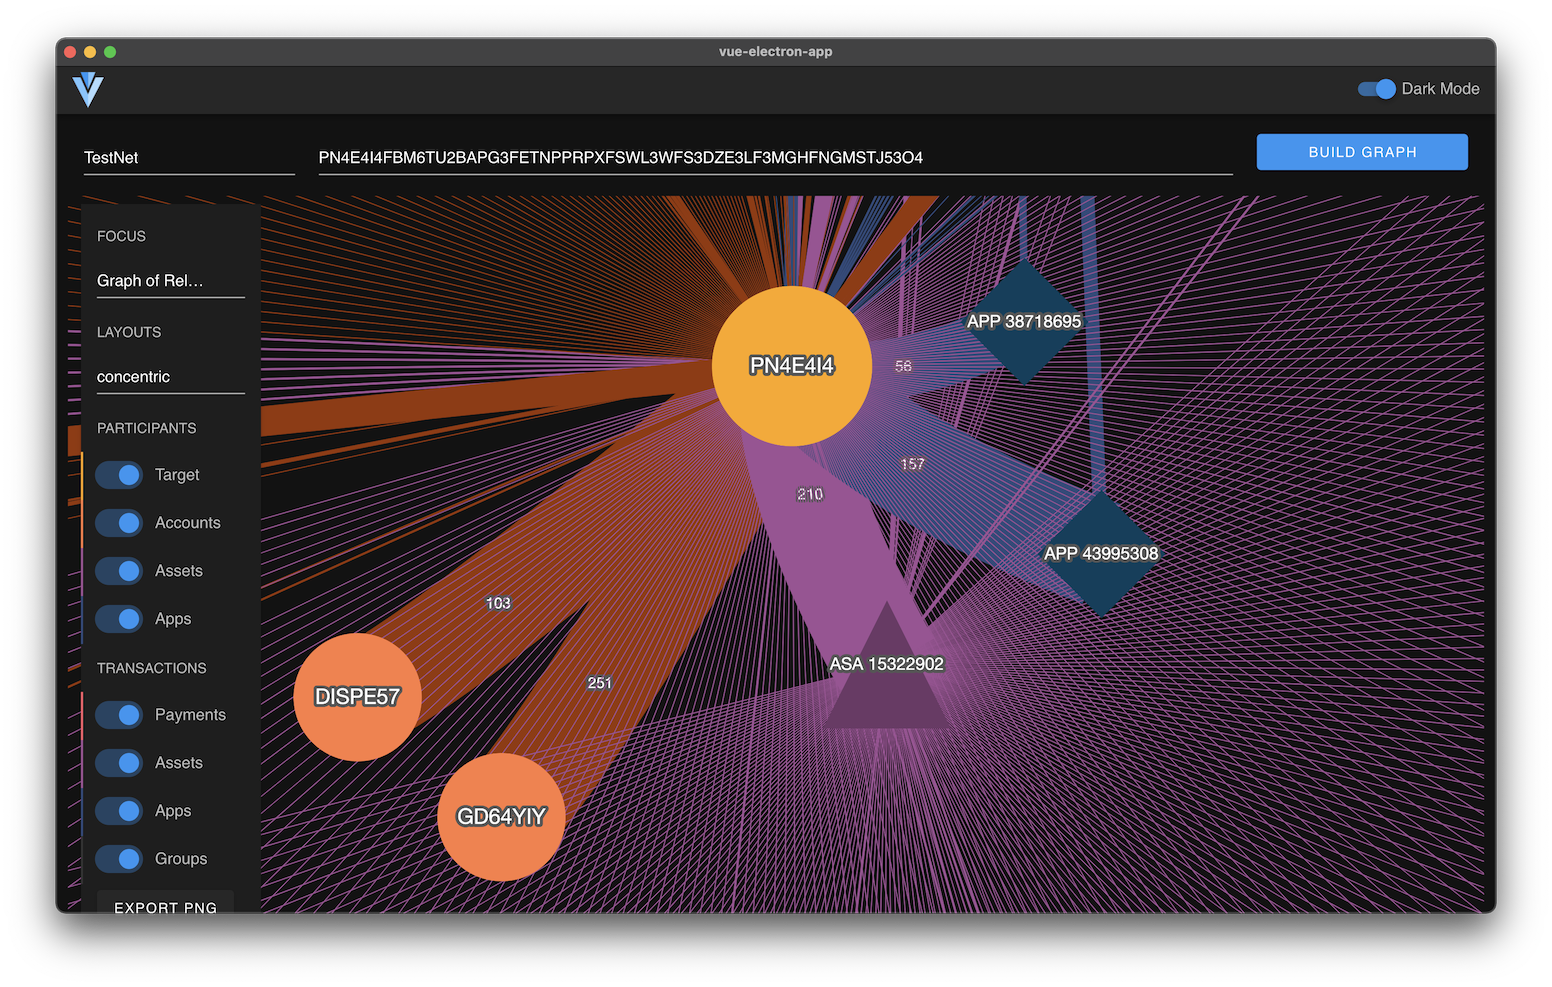 vue-electron-app
Dark Mode
TestNet
PN4E4I4FBM6TU2BAPG3FETNPPRPXFSWL3WFS3DZE3LF3MGHFNGMSTJ53O4
BUILD GRAPH
FOCUS
Graph of Rel…
LAYOUTS
concentric
PARTICIPANTS
Target
Accounts
Assets
Apps
TRANSACTIONS
Payments
Assets
Apps
Groups
EXPORT PNG
PN4E4I4
APP 38718695
56
157
210
APP 43995308
103
ASA 15322902
251
DISPE57
GD64YIY